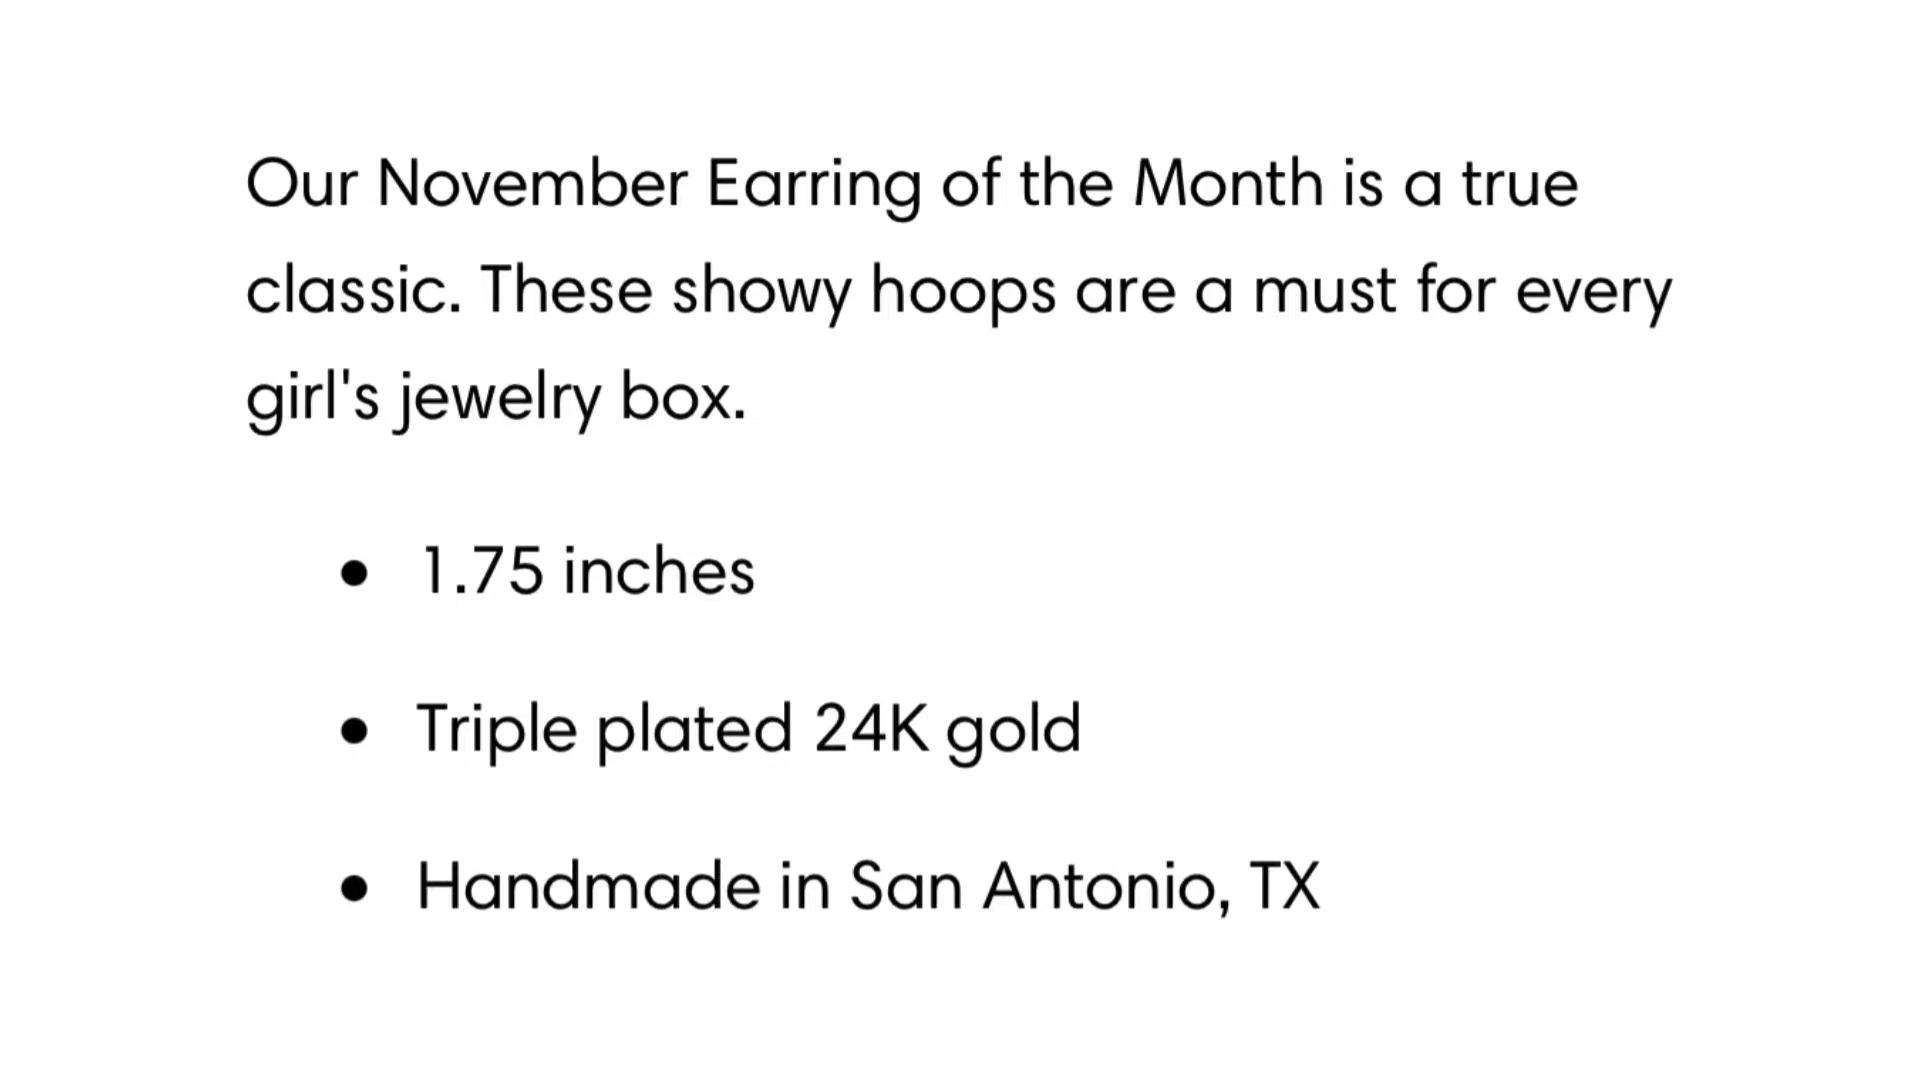 Our November Earring of the Month is a true
classic. These showy hoops are a must for every
girl's jewelry box.
• 1.75 inches
• Triple plated 24K gold
• Handmade in San Antonio, TX